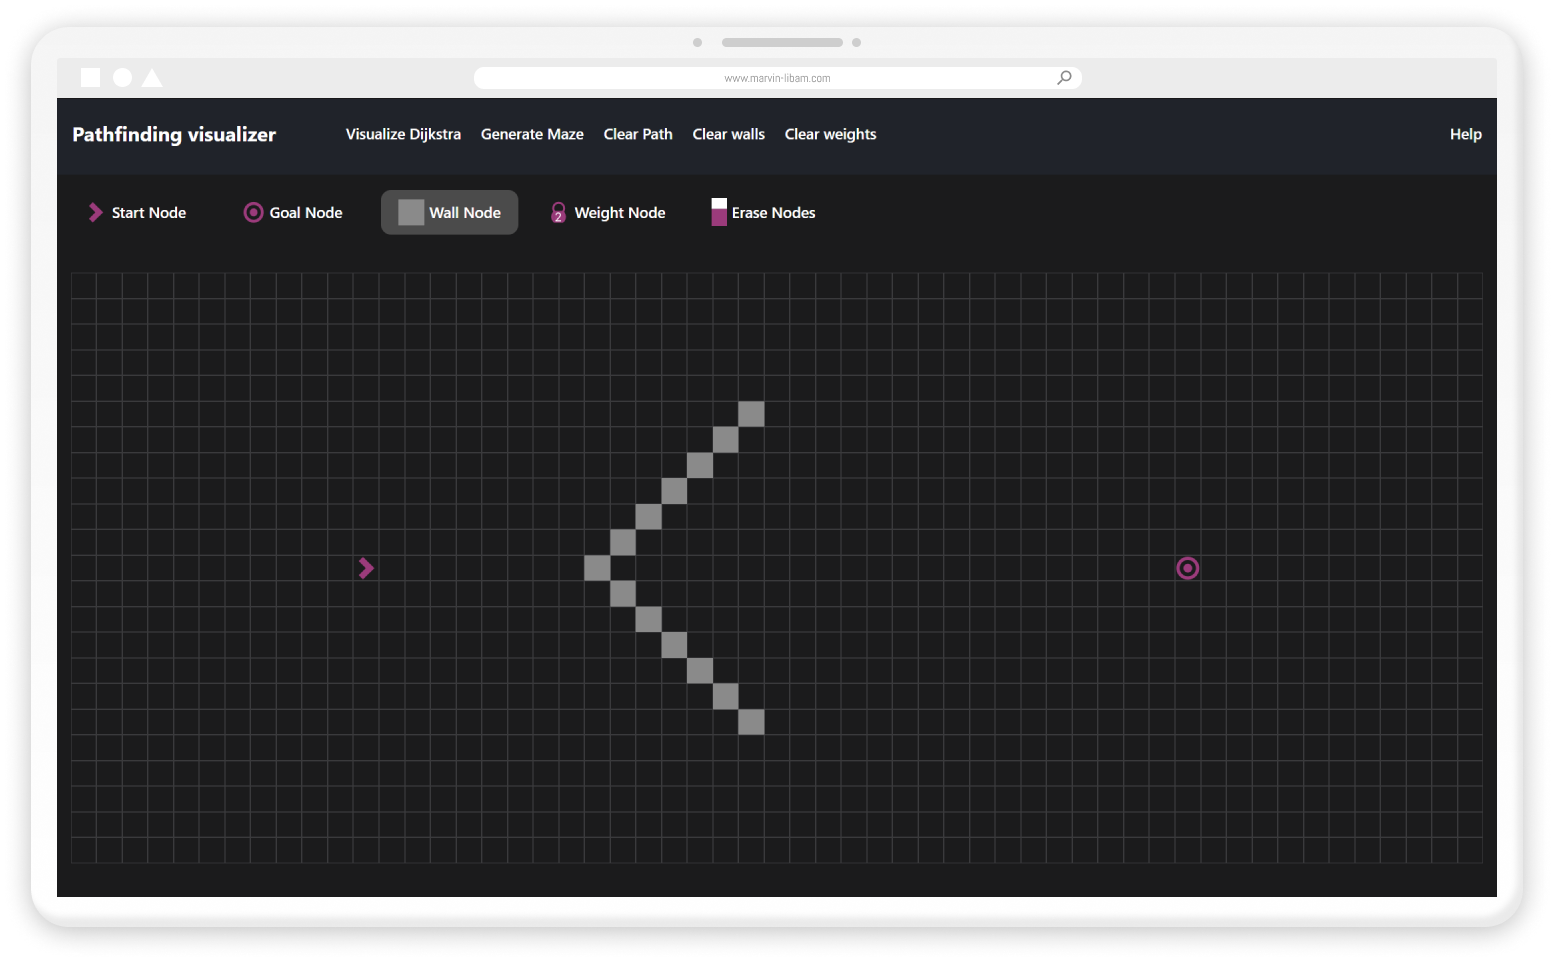 www.marvin-libam.com
Pathfinding visualizer Visualize Dijkstra Generate Maze Clear Path Clear walls Clear weights Help
Start Node Goal Node Wall Node 2 Weight Node Erase Nodes